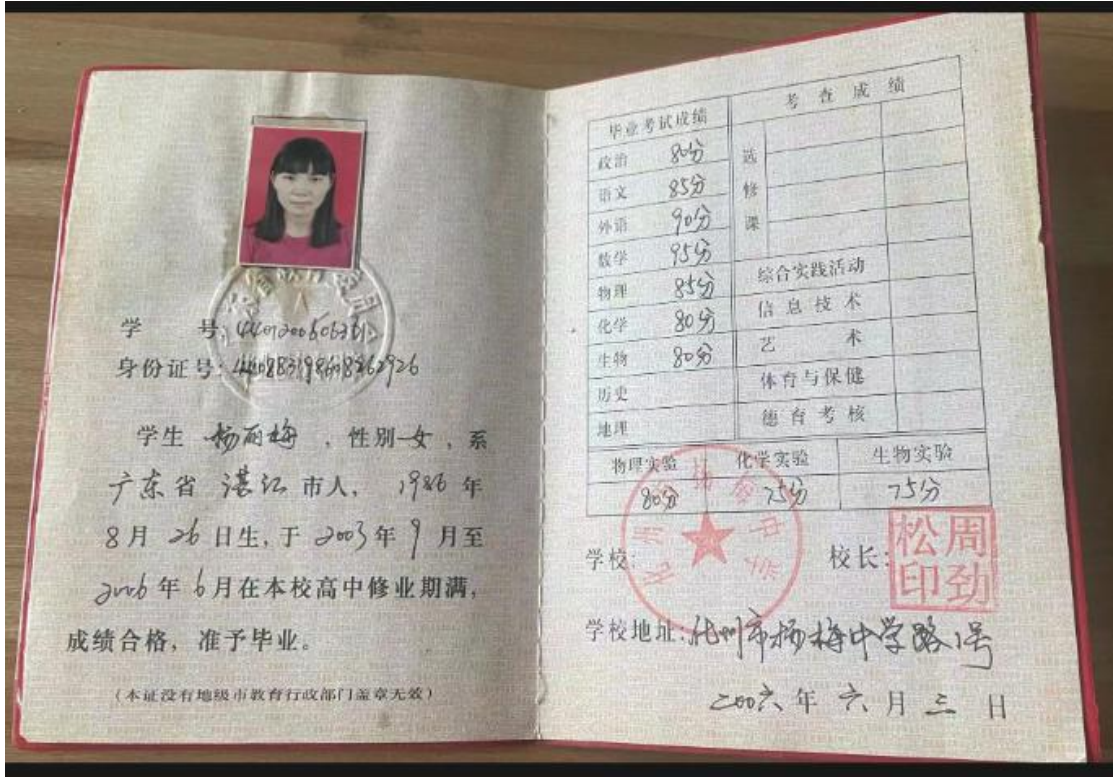 学 号:
身份证号:
学生 杨丽梅 ,性别 女 ,系
广东省 湛江 市人, 1986 年
8 月 26 日生,于 2003 年 9 月至
2006 年 6 月在本校高中修业期满,
成绩合格,准予毕业。
(本证没有地级市教育行政部门盖章无效)
毕业考试成绩 考查成绩
政治 80分
语文 85分
外语 90分
数学 95分
物理 85分
化学 80分
生物 80分
历史
地理
选修课
综合实践活动
信息技术
艺术
体育与保健
德育考核
物理实验 化学实验 生物实验
80分 75分 75分
化州市杨梅中学
学校: 校长:
周劲松印
学校地址: 化州市杨梅中学路1号
二00六年 六月 三日